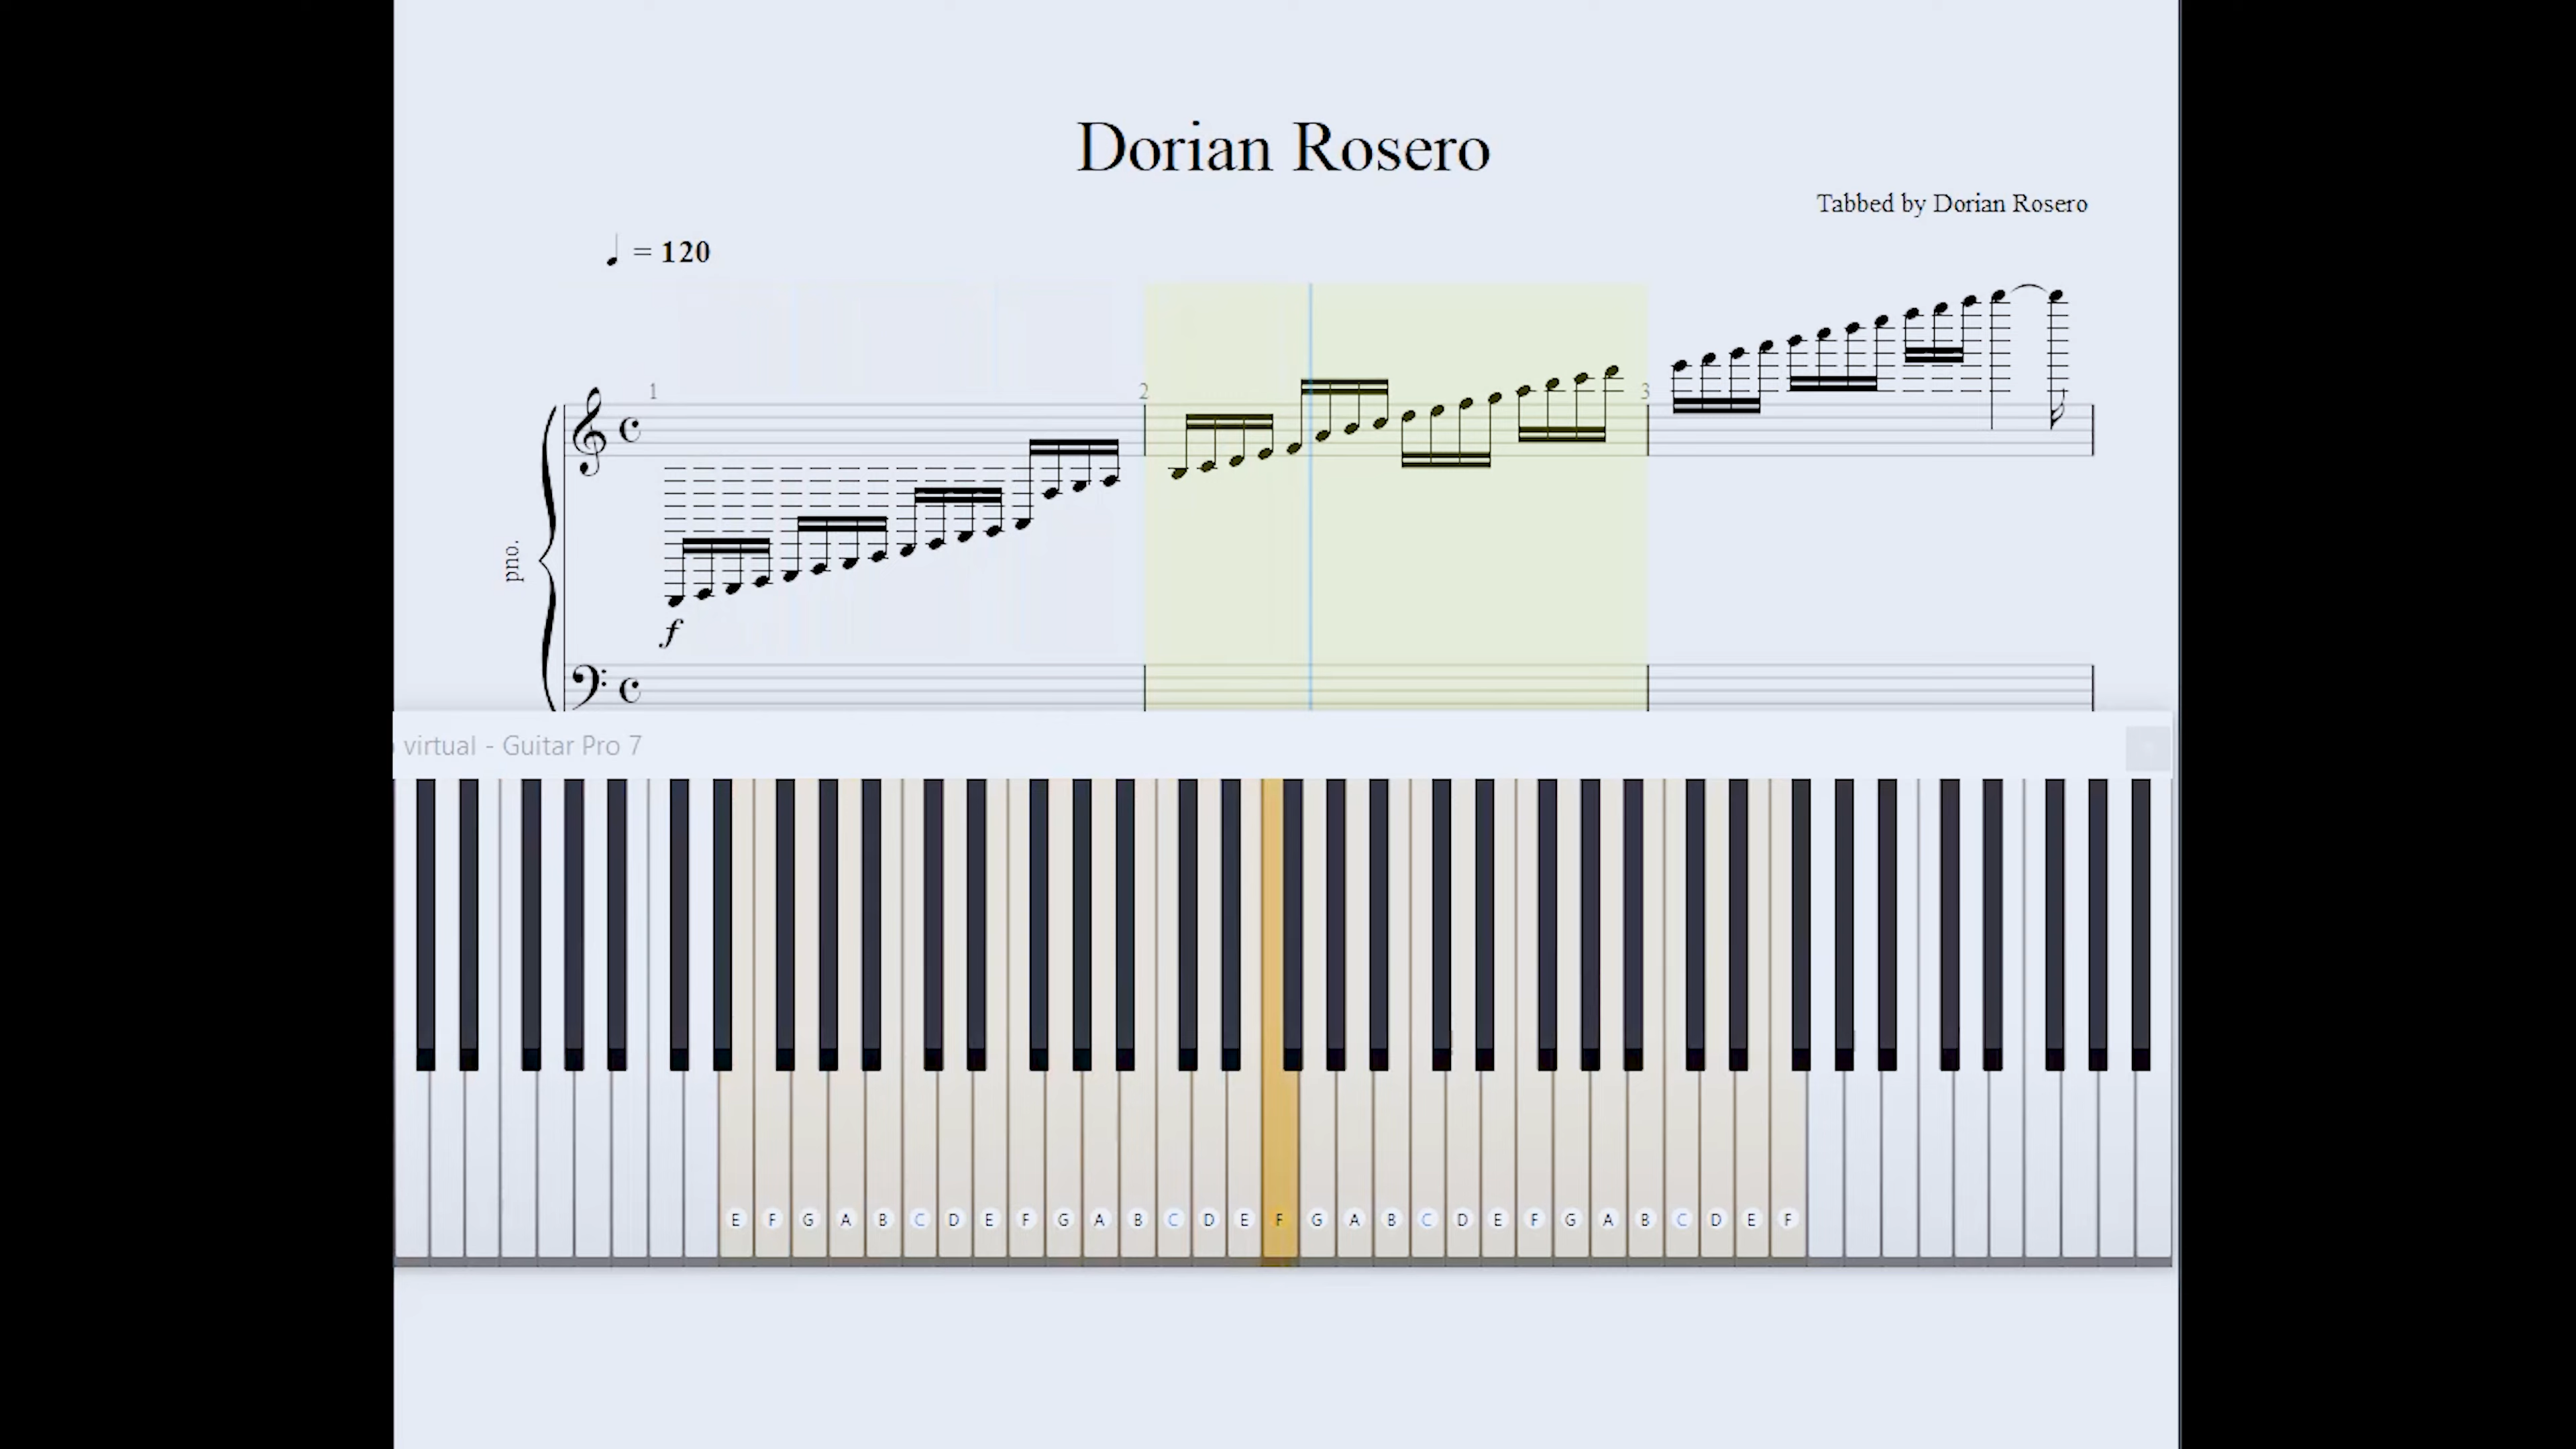 Dorian Rosero
Tabbed by Dorian Rosero
= 120
1 2 3
pno.
f
virtual - Guitar Pro 7
E F G A B C D E F G A B C D E F G A B C D E F G A B C D E F